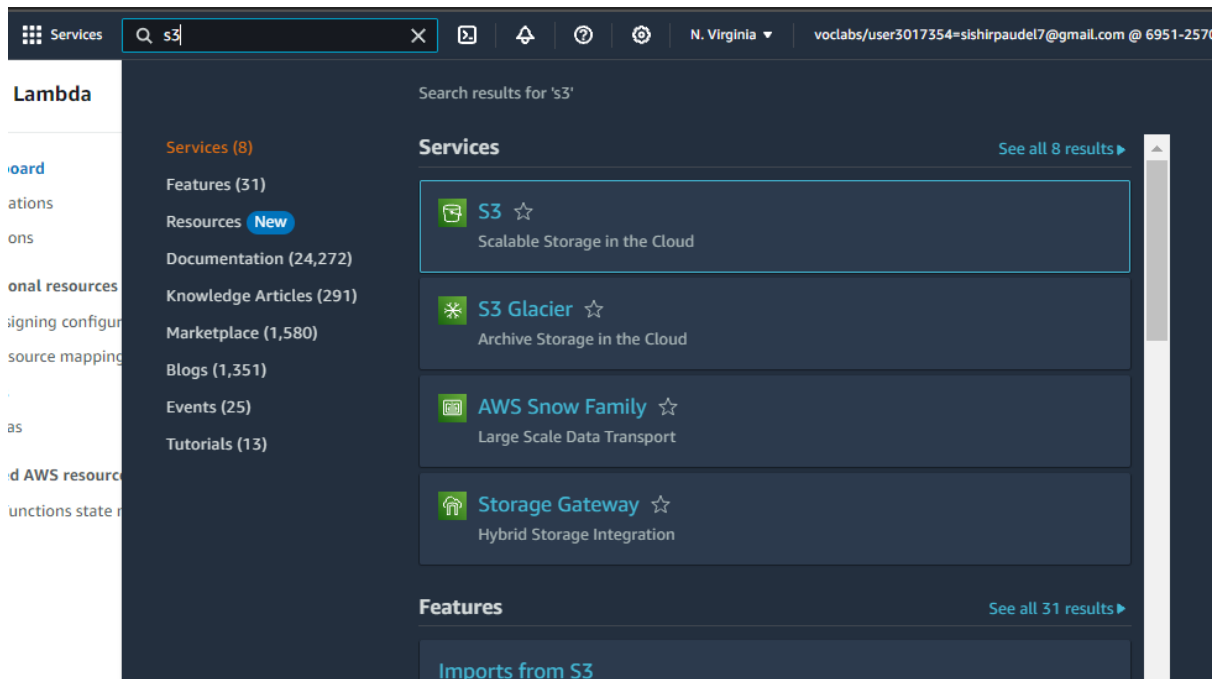 Services
s3
N. Virginia ▼
voclabs/user3017354=sishirpaudel7@gmail.com @ 6951-2570
Lambda
Search results for 's3'
Services (8)
Features (31)
Resources New
Documentation (24,272)
Knowledge Articles (291)
Marketplace (1,580)
Blogs (1,351)
Events (25)
Tutorials (13)
oard
ations
ons
onal resources
signing configur
source mapping
as
d AWS resource
unctions state
Services
See all 8 results
S3
Scalable Storage in the Cloud
S3 Glacier
Archive Storage in the Cloud
AWS Snow Family
Large Scale Data Transport
Storage Gateway
Hybrid Storage Integration
Features
See all 31 results
Imports from S3